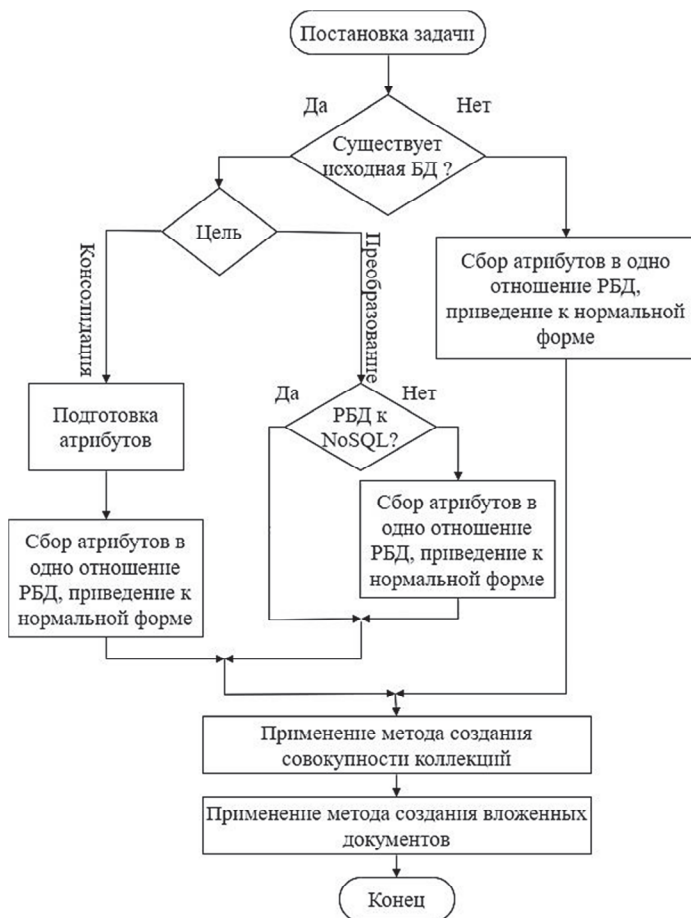 Постановка задачи
Да
Нет
Существует
исходная БД ?
Цель
Консолидация
Преобразование
Сбор атрибутов в одно
отношение РБД,
приведение к нормальной
форме
Подготовка
атрибутов
Да
Нет
РБД к
NoSQL?
Сбор атрибутов в
одно отношение
РБД, приведение к
нормальной форме
Сбор атрибутов в
одно отношение
РБД, приведение к
нормальной форме
Применение метода создания
совокупности коллекций
Применение метода создания вложенных
документов
Конец